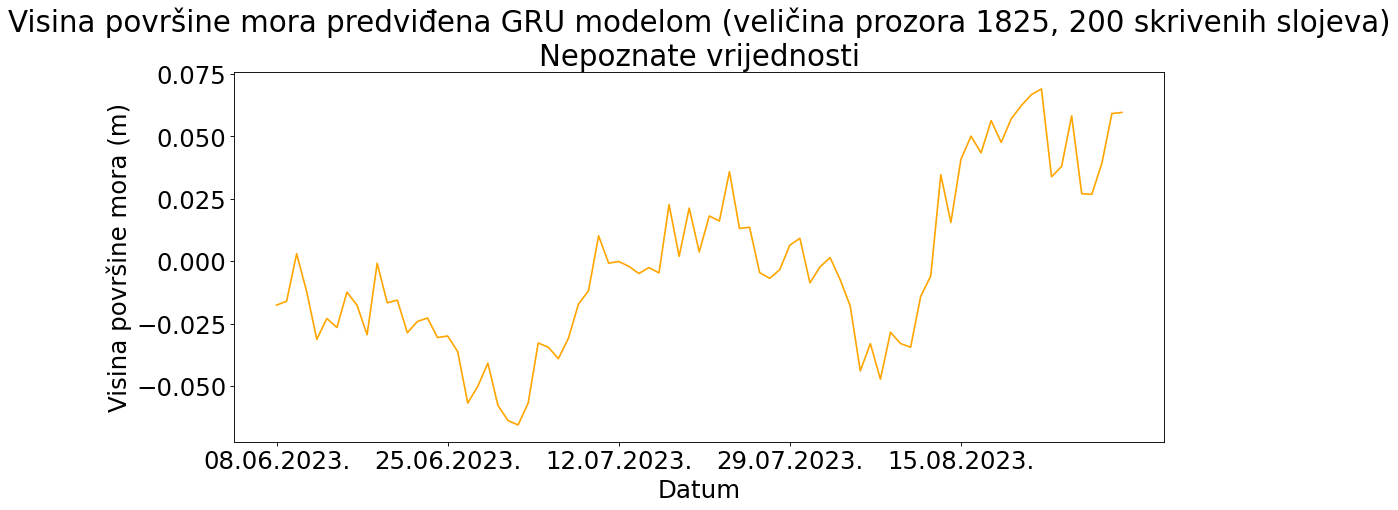 Visina površine mora predviđena GRU modelom (veličina prozora 1825, 200 skrivenih slojeva)
Nepoznate vrijednosti
Visina površine mora (m)
0.075
0.050
0.025
0.000
−0.025
−0.050
08.06.2023. 25.06.2023. 12.07.2023. 29.07.2023. 15.08.2023.
Datum